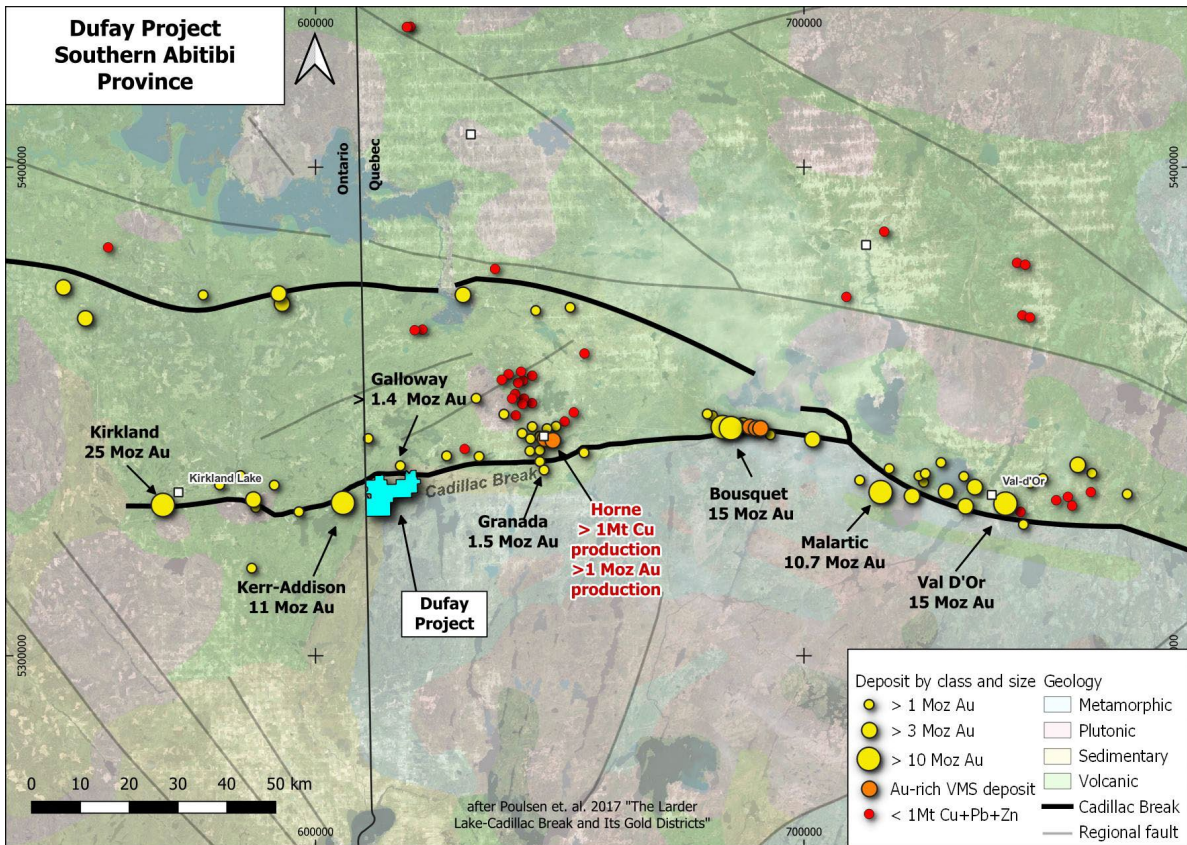 Dufay Project
Southern Abitibi
Province
600000
700000
5400000
5400000
Ontario
Quebec
Galloway
> 1.4 Moz Au
Kirkland
25 Moz Au
Kirkland Lake
Cadillac Break
Kerr-Addison
11 Moz Au
Dufay
Project
Granada
1.5 Moz Au
Horne
> 1Mt Cu
production
>1 Moz Au
production
Bousquet
15 Moz Au
Malartic
10.7 Moz Au
Val-d'Or
Val D'Or
15 Moz Au
5300000
0 10 20 30 40 50 km
after Poulsen et. al. 2017 "The Larder
Lake-Cadillac Break and Its Gold Districts"
600000
700000
Deposit by class and size
> 1 Moz Au
> 3 Moz Au
> 10 Moz Au
Au-rich VMS deposit
< 1Mt Cu+Pb+Zn
Geology
Metamorphic
Plutonic
Sedimentary
Volcanic
Cadillac Break
Regional fault